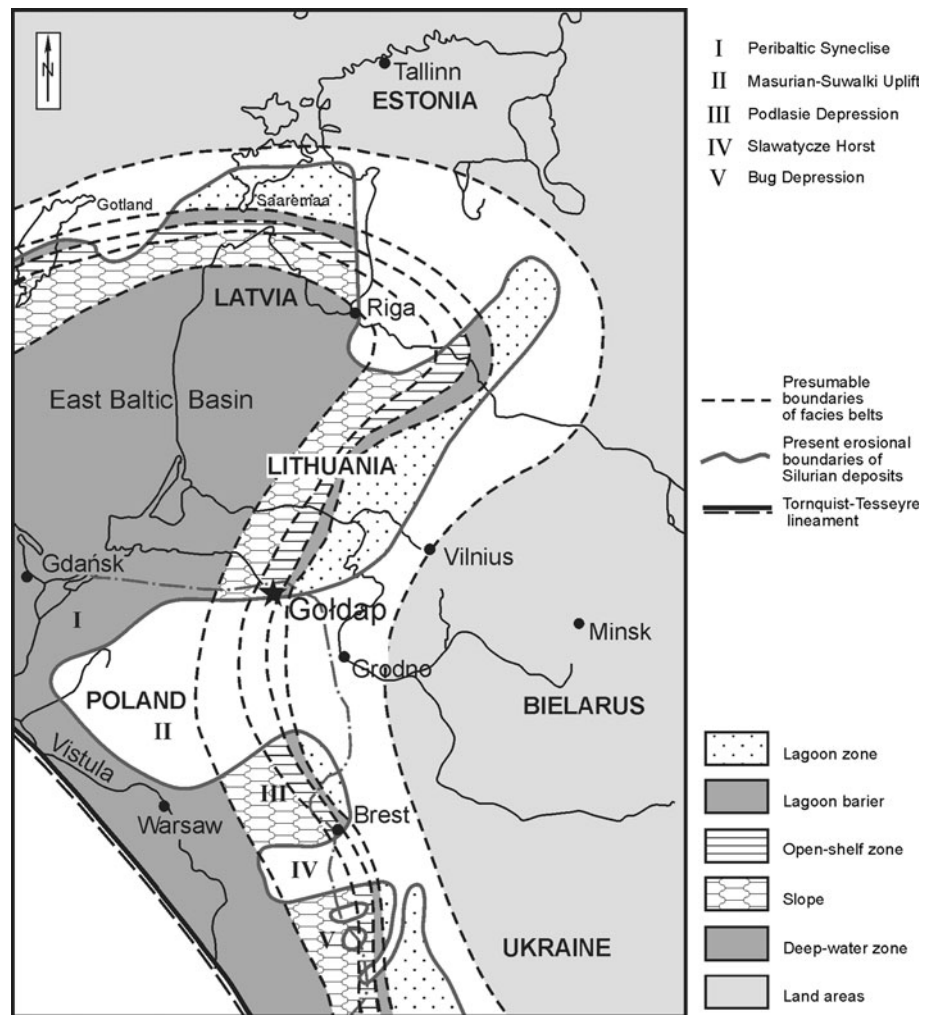 N
Tallinn
ESTONIA
Gotland
Saaremaa
LATVIA
Riga
East Baltic Basin
LITHUANIA
Vilnius
Gdańsk
Gołdap
I
Minsk
Grodno
POLAND
II
BIELARUS
Vistula
III
Warsaw
Brest
IV
V
UKRAINE
I Peribaltic Syneclise
II Masurian-Suwalki Uplift
III Podlasie Depression
IV Slawatycze Horst
V Bug Depression
Presumable
boundaries
of facies belts
Present erosional
boundaries of
Silurian deposits
Tornquist-Tesseyre
lineament
Lagoon zone
Lagoon barier
Open-shelf zone
Slope
Deep-water zone
Land areas